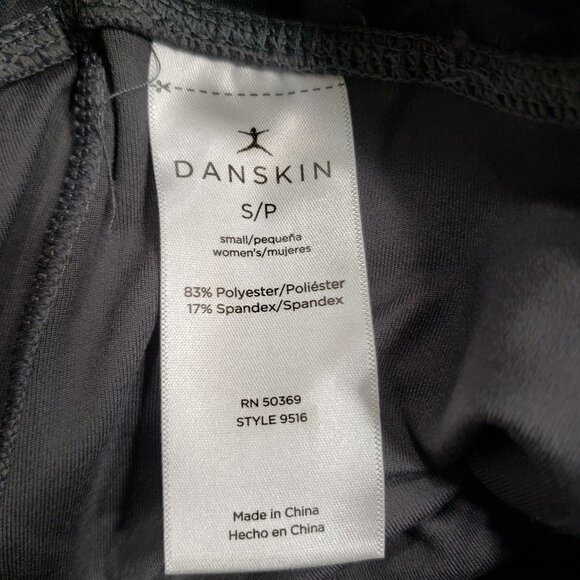 DANSKIN
S/P
small/pequeña
women's/mujeres
83% Polyester/Poliéster
17% Spandex/Spandex
RN 50369
STYLE 9516
Made in China
Hecho en China